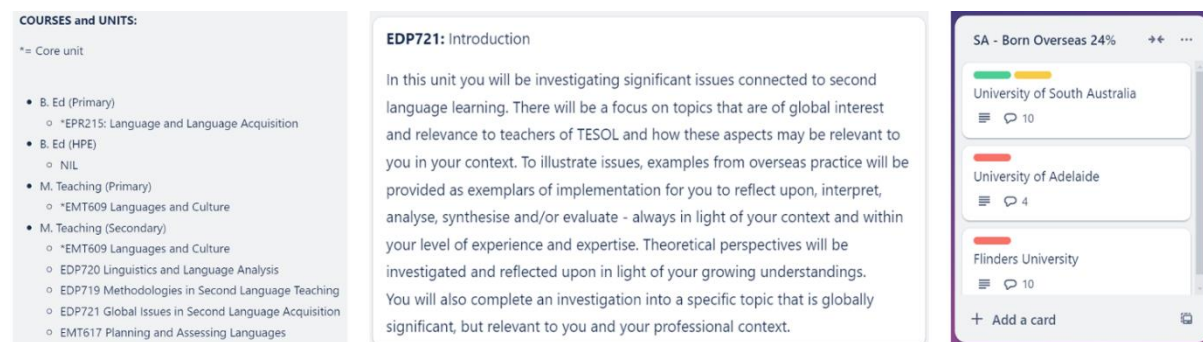 COURSES and UNITS:
*= Core unit
• B. Ed (Primary)
○ *EPR215: Language and Language Acquisition
• B. Ed (HPE)
○ NIL
• M. Teaching (Primary)
○ *EMT609 Languages and Culture
• M. Teaching (Secondary)
○ *EMT609 Languages and Culture
○ EDP720 Linguistics and Language Analysis
○ EDP719 Methodologies in Second Language Teaching
○ EDP721 Global Issues in Second Language Acquisition
○ EMT617 Planning and Assessing Languages
EDP721: Introduction
In this unit you will be investigating significant issues connected to second
language learning. There will be a focus on topics that are of global interest
and relevance to teachers of TESOL and how these aspects may be relevant to
you in your context. To illustrate issues, examples from overseas practice will be
provided as exemplars of implementation for you to reflect upon, interpret,
analyse, synthesise and/or evaluate - always in light of your context and within
your level of experience and expertise. Theoretical perspectives will be
investigated and reflected upon in light of your growing understandings.
You will also complete an investigation into a specific topic that is globally
significant, but relevant to you and your professional context.
SA - Born Overseas 24%
University of South Australia
10
University of Adelaide
4
Flinders University
10
+ Add a card